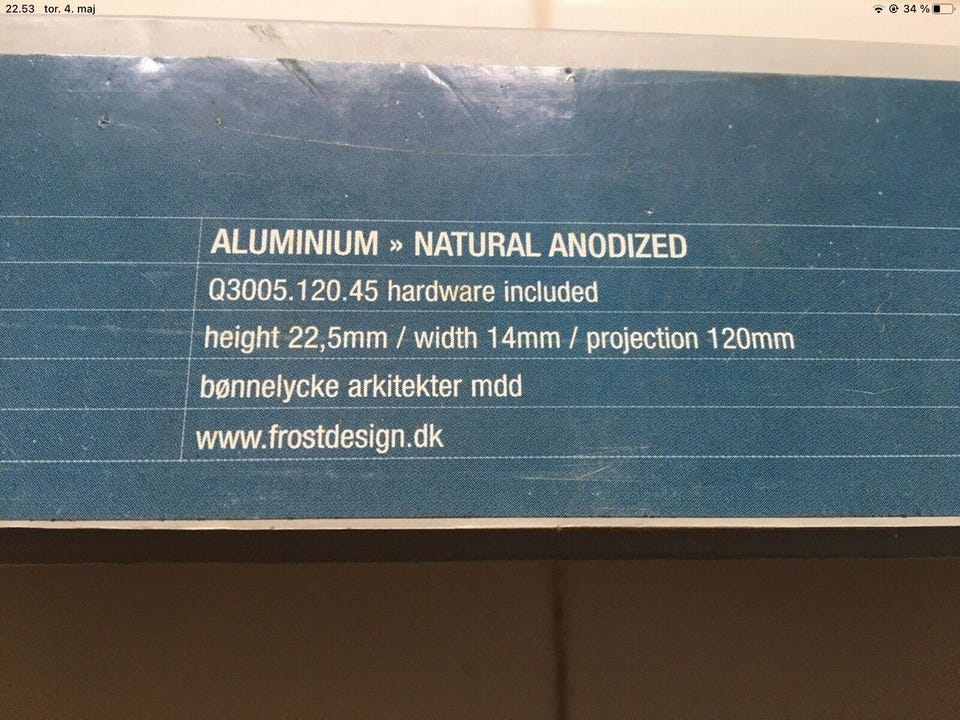 22.53 tor. 4. maj 34 %
ALUMINIUM » NATURAL ANODIZED
Q3005.120.45 hardware included
height 22,5mm / width 14mm / projection 120mm
bønnelycke arkitekter mdd
www.frostdesign.dk